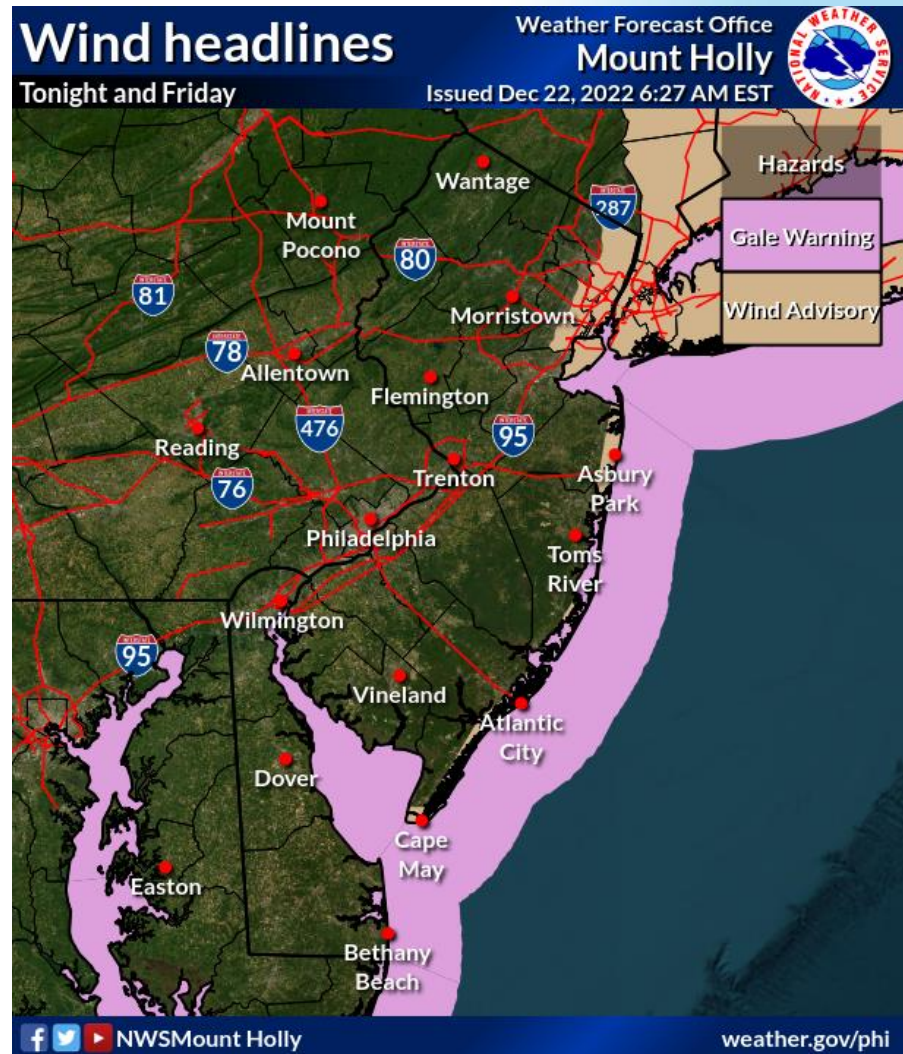 Wind headlines
Tonight and Friday
Weather Forecast Office
Mount Holly
Issued Dec 22, 2022 6:27 AM EST
NATIONAL WEATHER SERVICE
Hazards
Gale Warning
Wind Advisory
Wantage
287
Mount
Pocono
80
81
Morristown
78
Allentown
Flemington
476
95
Reading
Trenton
Asbury
Park
76
Philadelphia
Toms
River
Wilmington
95
Vineland
Atlantic
City
Dover
Cape
May
Easton
Bethany
Beach
NWSMount Holly
weather.gov/phi